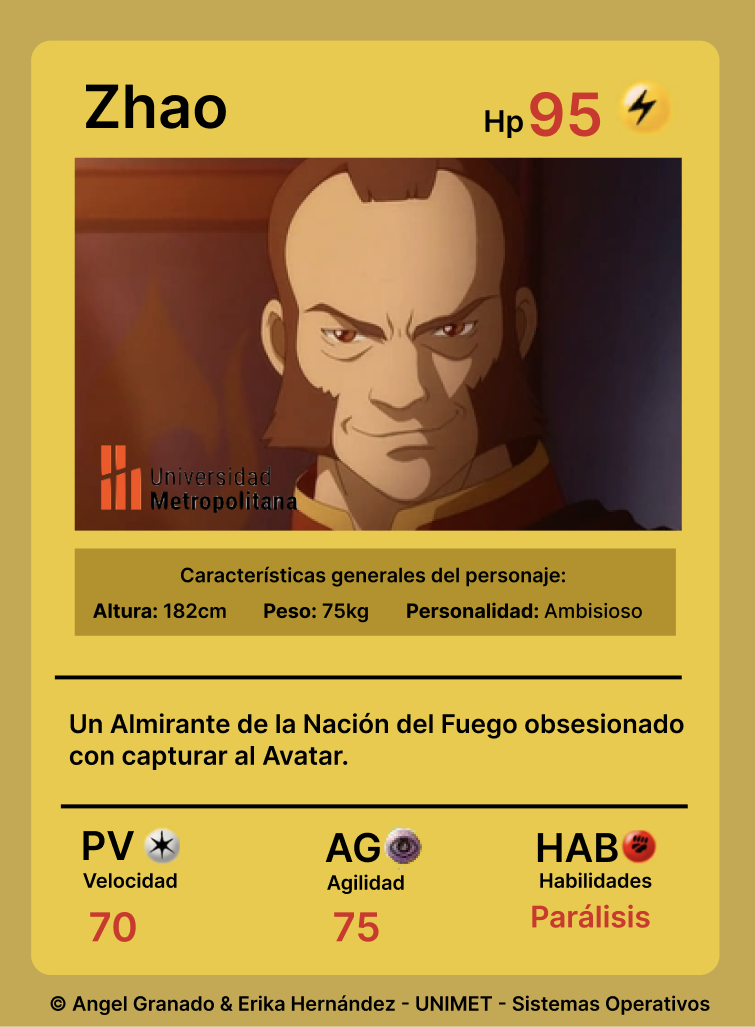 Zhao
Hp 95
Universidad
Metropolitana
Características generales del personaje:
Altura: 182cm Peso: 75kg Personalidad: Ambisioso
Un Almirante de la Nación del Fuego obsesionado
con capturar al Avatar.
PV AG HAB
Velocidad Agilidad Habilidades
70 75 Parálisis
© Angel Granado & Erika Hernández - UNIMET - Sistemas Operativos